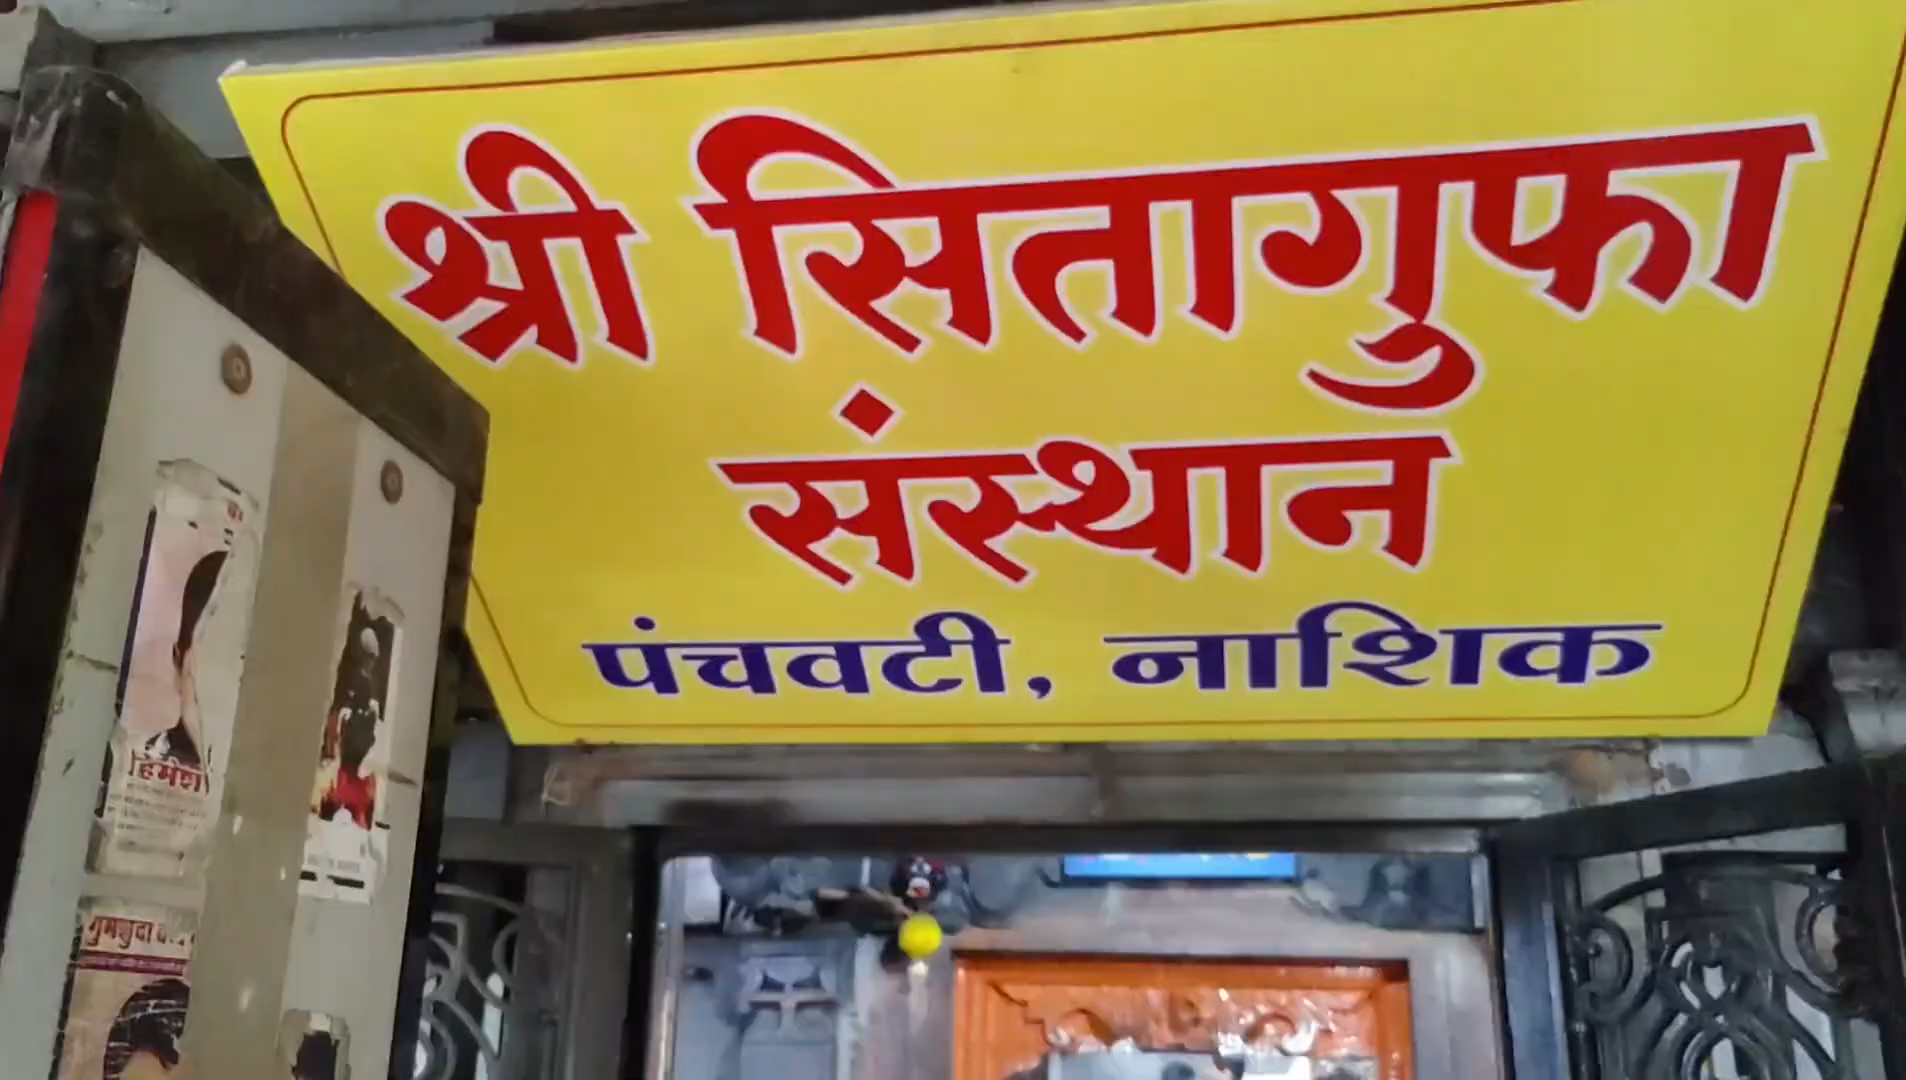 श्री सितागुफा
संस्थान
पंचवटी, नाशिक